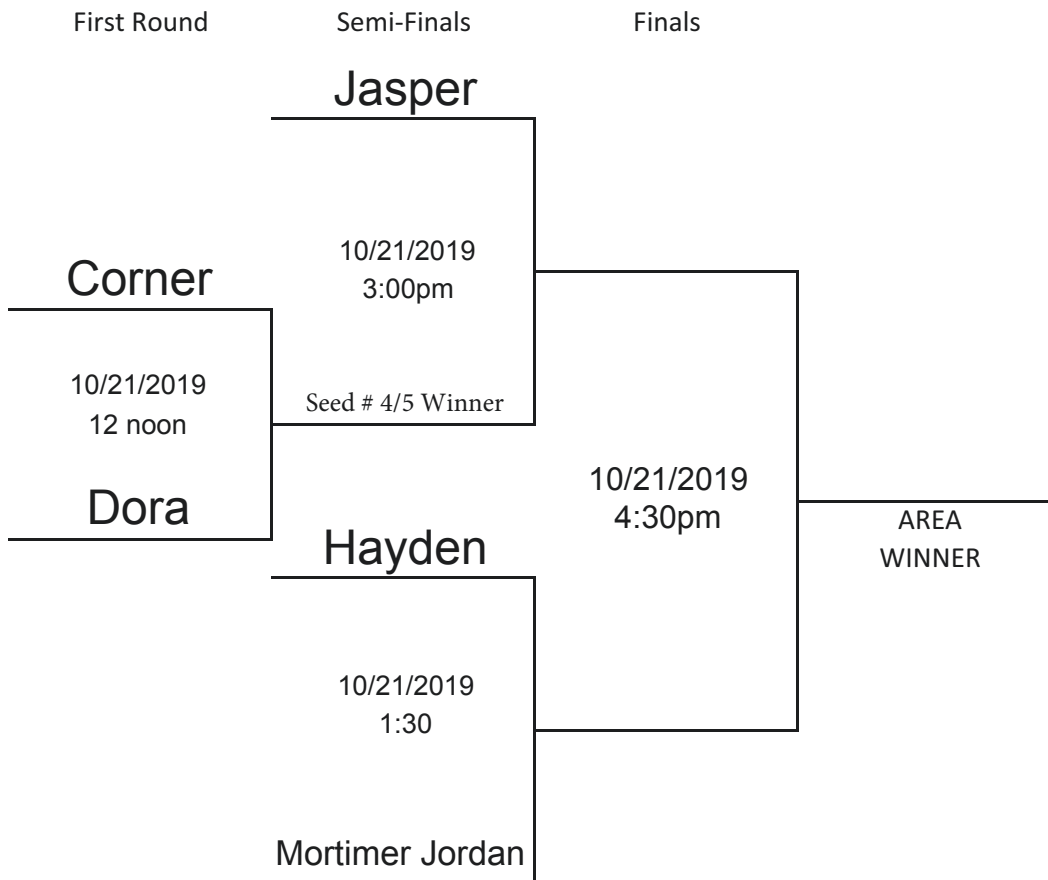 First Round
Semi-Finals
Finals
Jasper
10/21/2019
3:00pm
Corner
10/21/2019
12 noon
Seed # 4/5 Winner
Dora
10/21/2019
4:30pm
AREA
WINNER
Hayden
10/21/2019
1:30
Mortimer Jordan